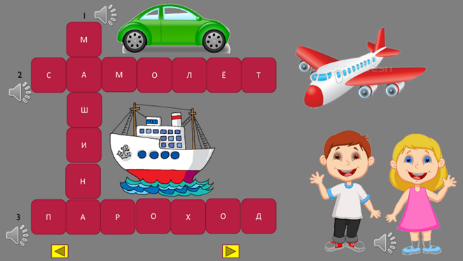 1
М
2 С А М О Л Ё Т
Ш
И
Н
3 П А Р О Х О Д